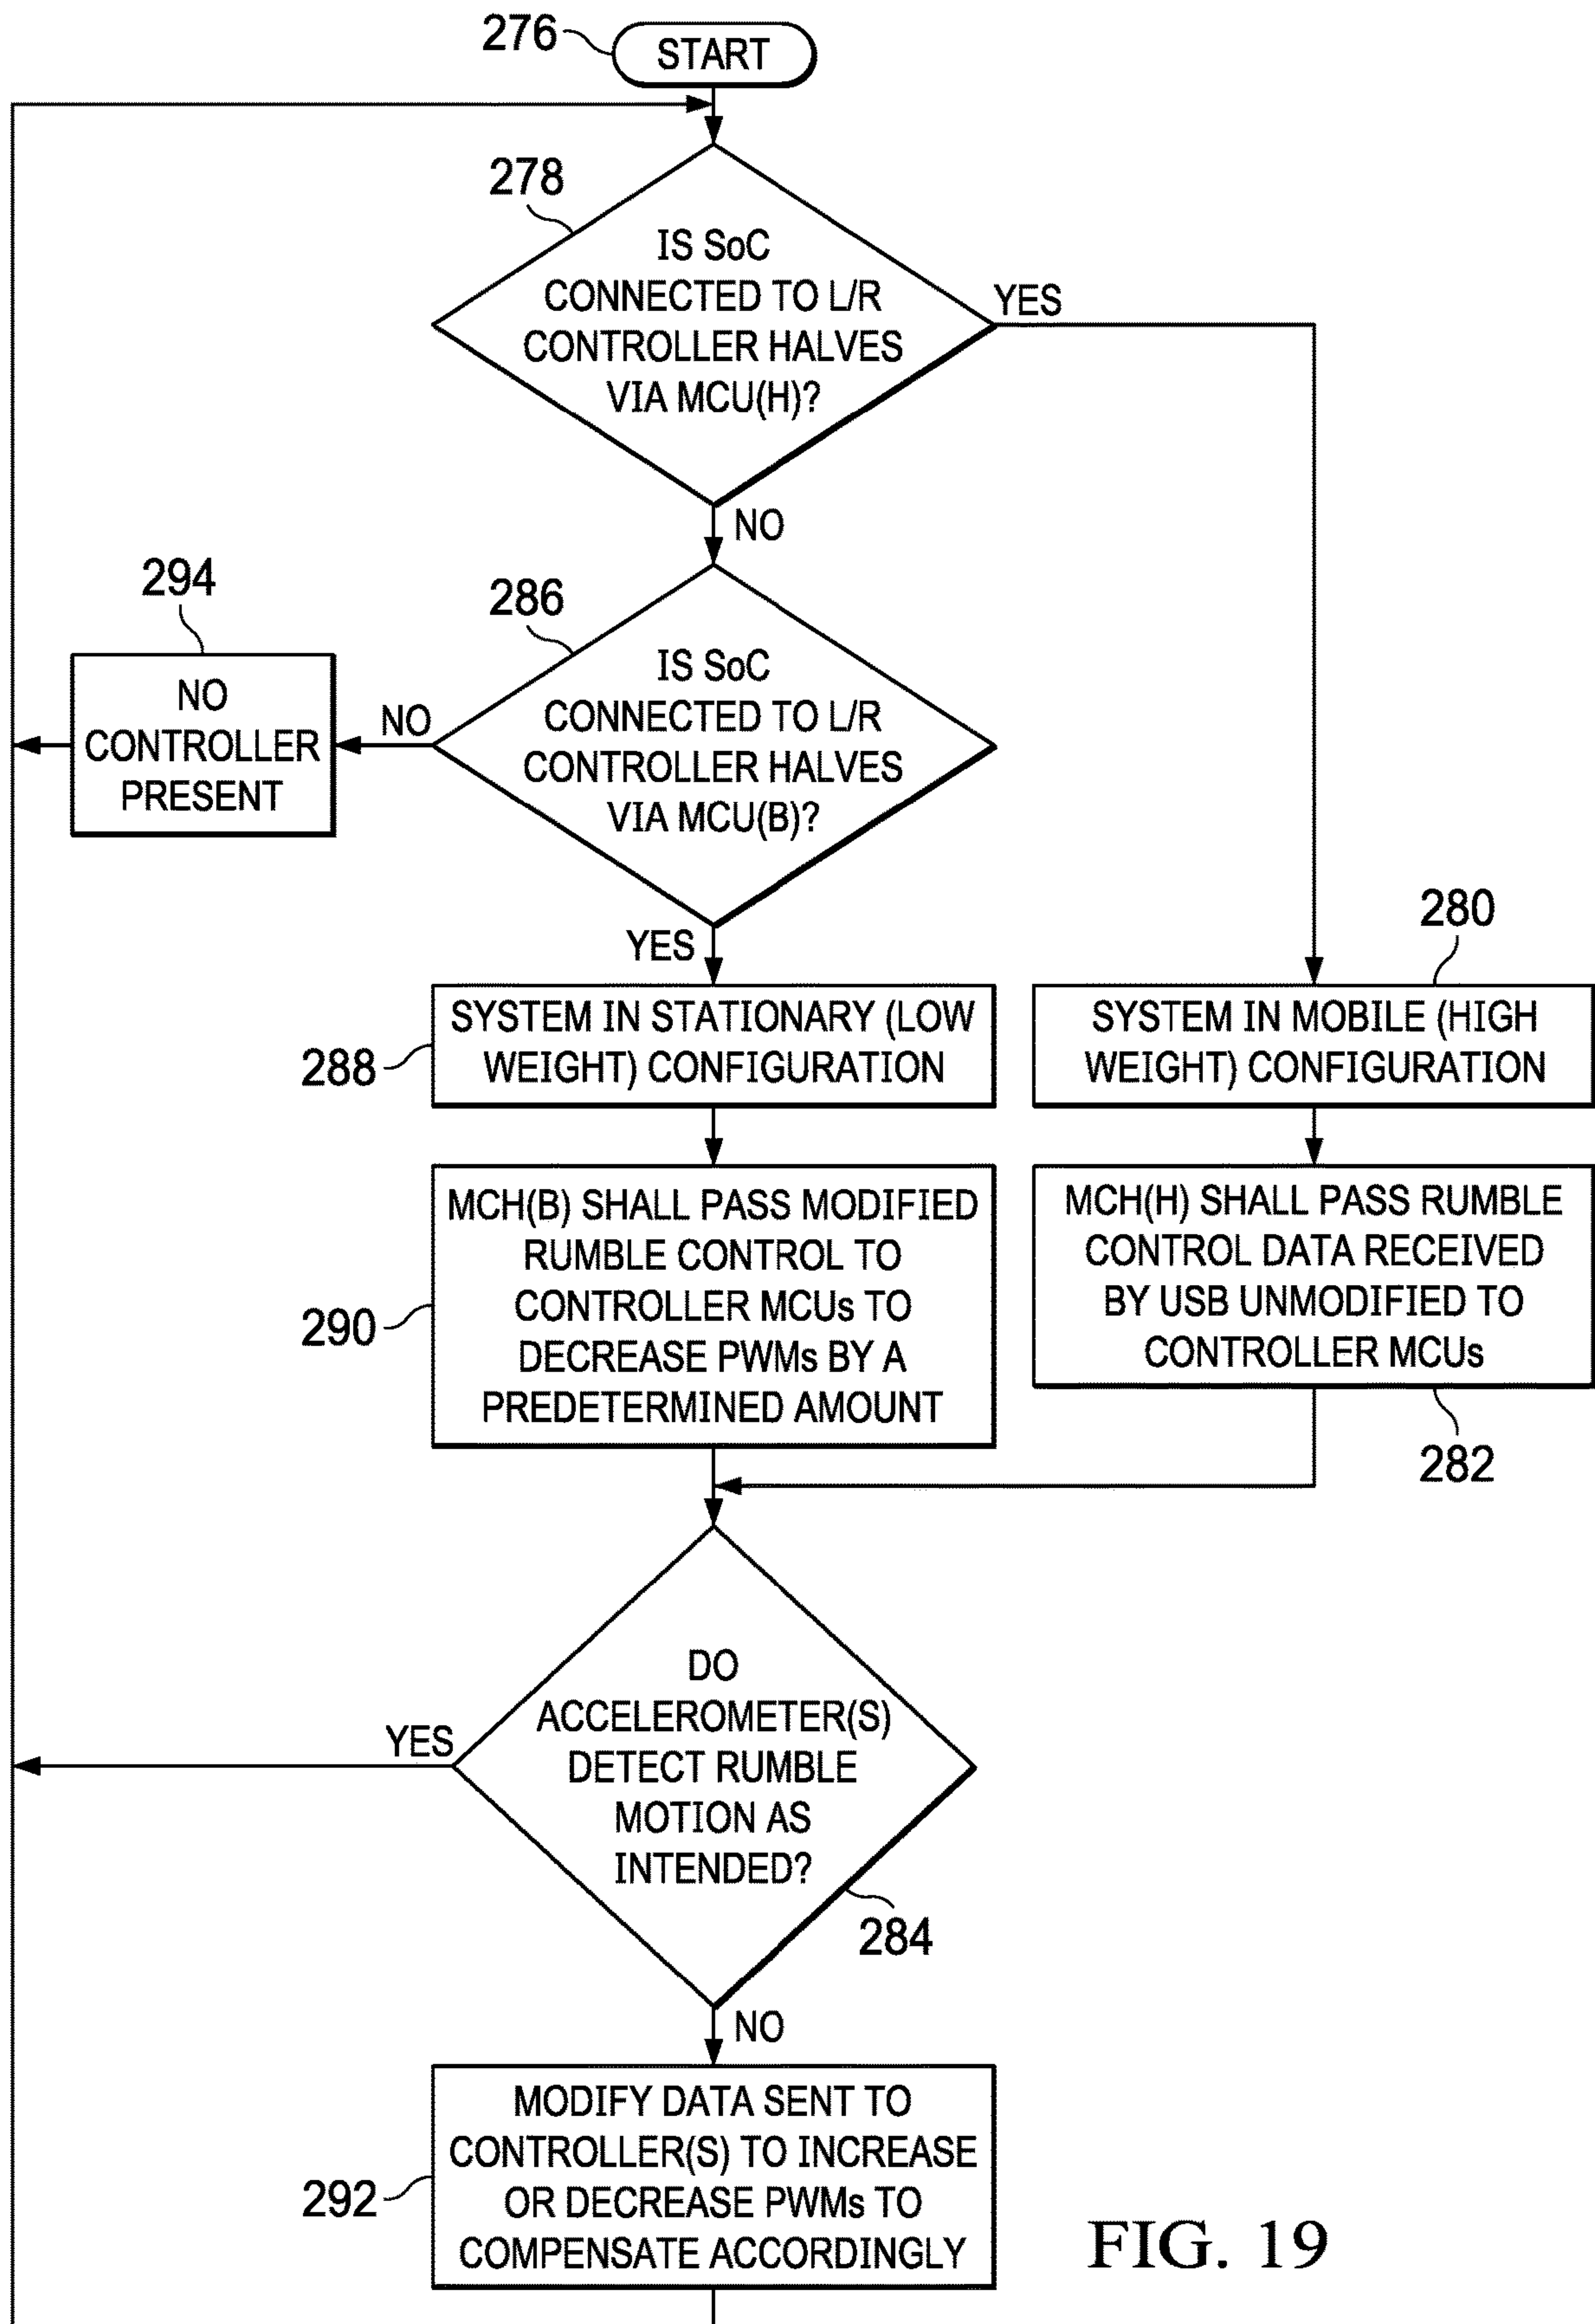 276
START
278
IS SoC
CONNECTED TO L/R
CONTROLLER HALVES
VIA MCU(H)?
YES
NO
294
286
NO
CONTROLLER
PRESENT
NO
IS SoC
CONNECTED TO L/R
CONTROLLER HALVES
VIA MCU(B)?
YES
280
288
SYSTEM IN STATIONARY (LOW
WEIGHT) CONFIGURATION
SYSTEM IN MOBILE (HIGH
WEIGHT) CONFIGURATION
290
MCH(B) SHALL PASS MODIFIED
RUMBLE CONTROL TO
CONTROLLER MCUs TO
DECREASE PWMs BY A
PREDETERMINED AMOUNT
MCH(H) SHALL PASS RUMBLE
CONTROL DATA RECEIVED
BY USB UNMODIFIED TO
CONTROLLER MCUs
282
YES
DO
ACCELEROMETER(S)
DETECT RUMBLE
MOTION AS
INTENDED?
284
NO
292
MODIFY DATA SENT TO
CONTROLLER(S) TO INCREASE
OR DECREASE PWMs TO
COMPENSATE ACCORDINGLY
FIG. 19